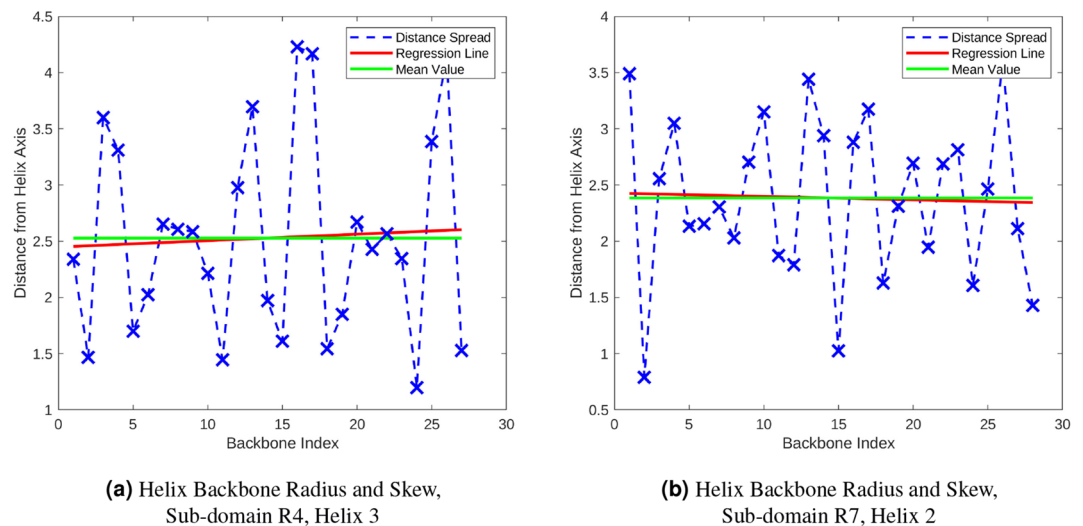 4.5
4
3.5
3
2.5
2
1.5
1
0 5 10 15 20 25 30
Distance from Helix Axis
Backbone Index
Distance Spread
Regression Line
Mean Value
(a) Helix Backbone Radius and Skew,
Sub-domain R4, Helix 3
4
3.5
3
2.5
2
1.5
1
0.5
0 5 10 15 20 25 30
Distance from Helix Axis
Backbone Index
Distance Spread
Regression Line
Mean Value
(b) Helix Backbone Radius and Skew,
Sub-domain R7, Helix 2